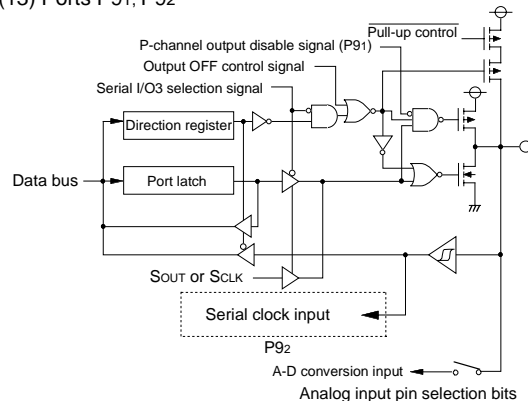 (13) Ports P91, P92
Pull-up control
P-channel output disable signal (P91)
Output OFF control signal
Serial I/O3 selection signal
Direction register
Data bus
Port latch
SOUT or SCLK
Serial clock input
P92
A-D conversion input
Analog input pin selection bits